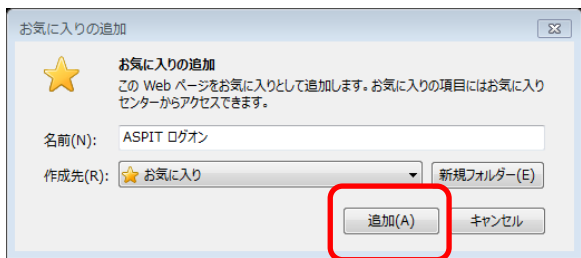 お気に入りの追加
お気に入りの追加
この Web ページをお気に入りとして追加します。お気に入りの項目にはお気に入り
センターからアクセスできます。
名前(N): ASPIT ログオン
作成先(R): お気に入り 新規フォルダー(E)
追加(A) キャンセル